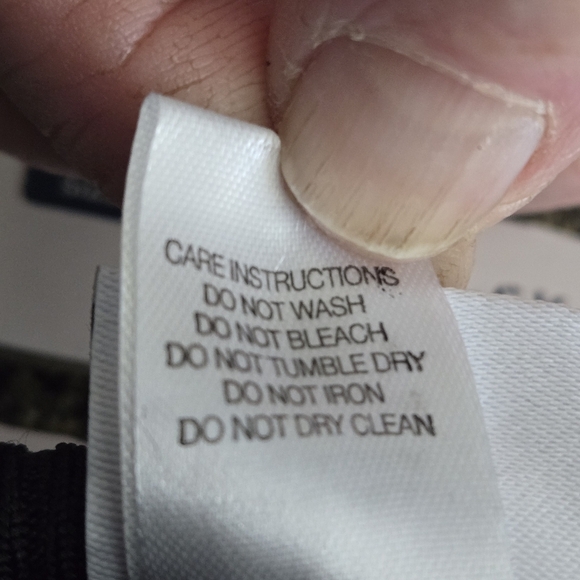 CARE INSTRUCTIONS
DO NOT WASH
DO NOT BLEACH
DO NOT TUMBLE DRY
DO NOT IRON
DO NOT DRY CLEAN